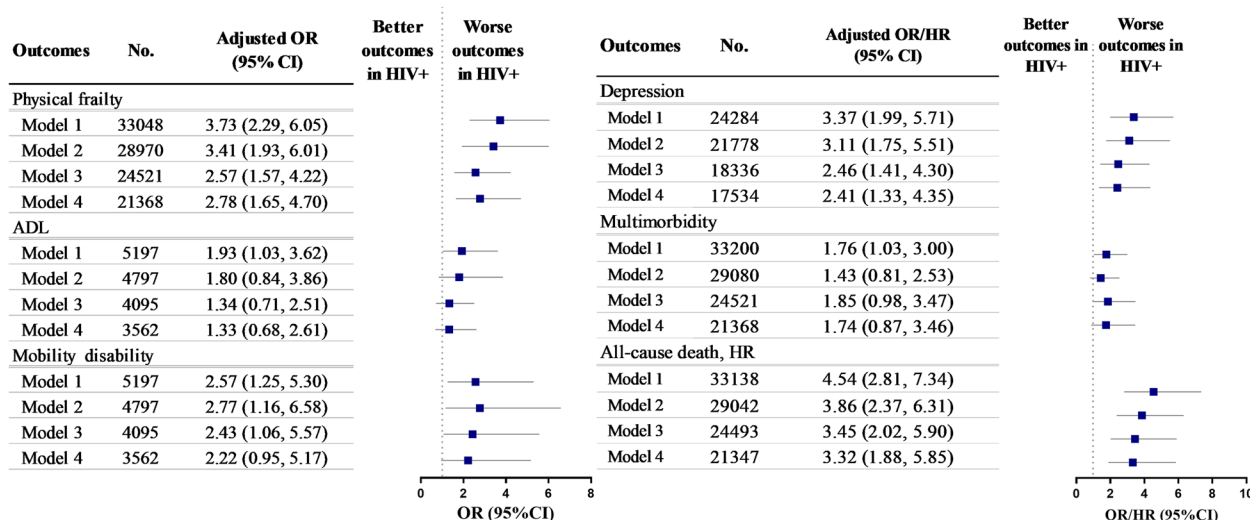 Outcomes No. Adjusted OR (95% CI) Better outcomes in HIV+ Worse outcomes in HIV+
Physical frailty
Model 1 33048 3.73 (2.29, 6.05)
Model 2 28970 3.41 (1.93, 6.01)
Model 3 24521 2.57 (1.57, 4.22)
Model 4 21368 2.78 (1.65, 4.70)
ADL
Model 1 5197 1.93 (1.03, 3.62)
Model 2 4797 1.80 (0.84, 3.86)
Model 3 4095 1.34 (0.71, 2.51)
Model 4 3562 1.33 (0.68, 2.61)
Mobility disability
Model 1 5197 2.57 (1.25, 5.30)
Model 2 4797 2.77 (1.16, 6.58)
Model 3 4095 2.43 (1.06, 5.57)
Model 4 3562 2.22 (0.95, 5.17)
0 2 4 6 8
OR (95%CI)
Outcomes No. Adjusted OR/HR (95% CI) Better outcomes in HIV+ Worse outcomes in HIV+
Depression
Model 1 24284 3.37 (1.99, 5.71)
Model 2 21778 3.11 (1.75, 5.51)
Model 3 18336 2.46 (1.41, 4.30)
Model 4 17534 2.41 (1.33, 4.35)
Multimorbidity
Model 1 33200 1.76 (1.03, 3.00)
Model 2 29080 1.43 (0.81, 2.53)
Model 3 24521 1.85 (0.98, 3.47)
Model 4 21368 1.74 (0.87, 3.46)
All-cause death, HR
Model 1 33138 4.54 (2.81, 7.34)
Model 2 29042 3.86 (2.37, 6.31)
Model 3 24493 3.45 (2.02, 5.90)
Model 4 21347 3.32 (1.88, 5.85)
0 2 4 6 8 10
OR/HR (95%CI)